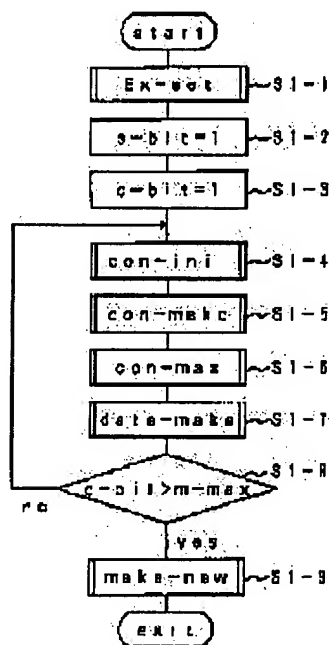 start
Ex-set S1-1
s-bit=1 S1-2
c-bit=1 S1-3
con-ini S1-4
con-make S1-5
con-max S1-6
data-make S1-7
S1-8
c-bit>m-max
no
yes
make-new S1-9
exit